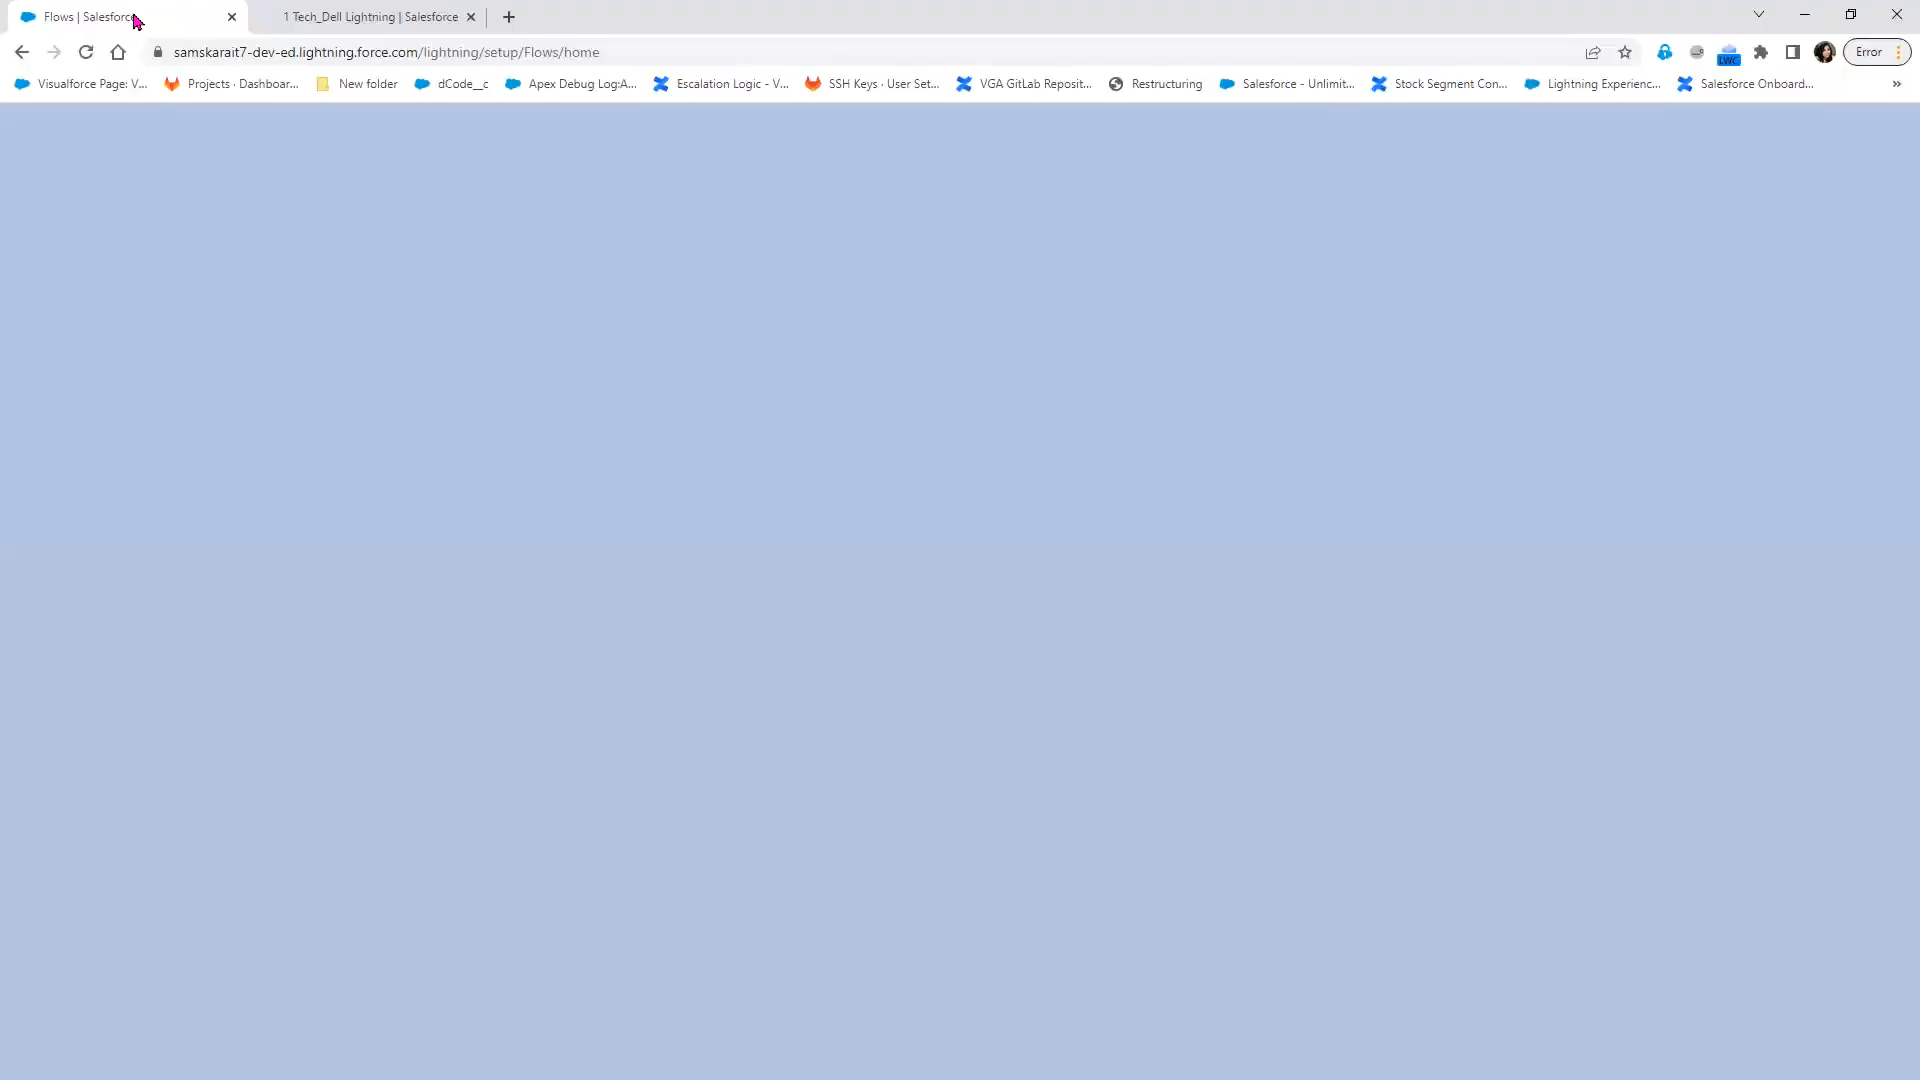 Flows | Salesforce
1 Tech_Dell Lightning | Salesforce
samskarait7-dev-ed.lightning.force.com/lightning/setup/Flows/home
Error
Visualforce Page: V...
Projects · Dashboar...
New folder
dCode__c
Apex Debug Log:A...
Escalation Logic - V...
SSH Keys · User Set...
VGA GitLab Reposit...
Restructuring
Salesforce - Unlimit...
Stock Segment Con...
Lightning Experienc...
Salesforce Onboard...
LWC